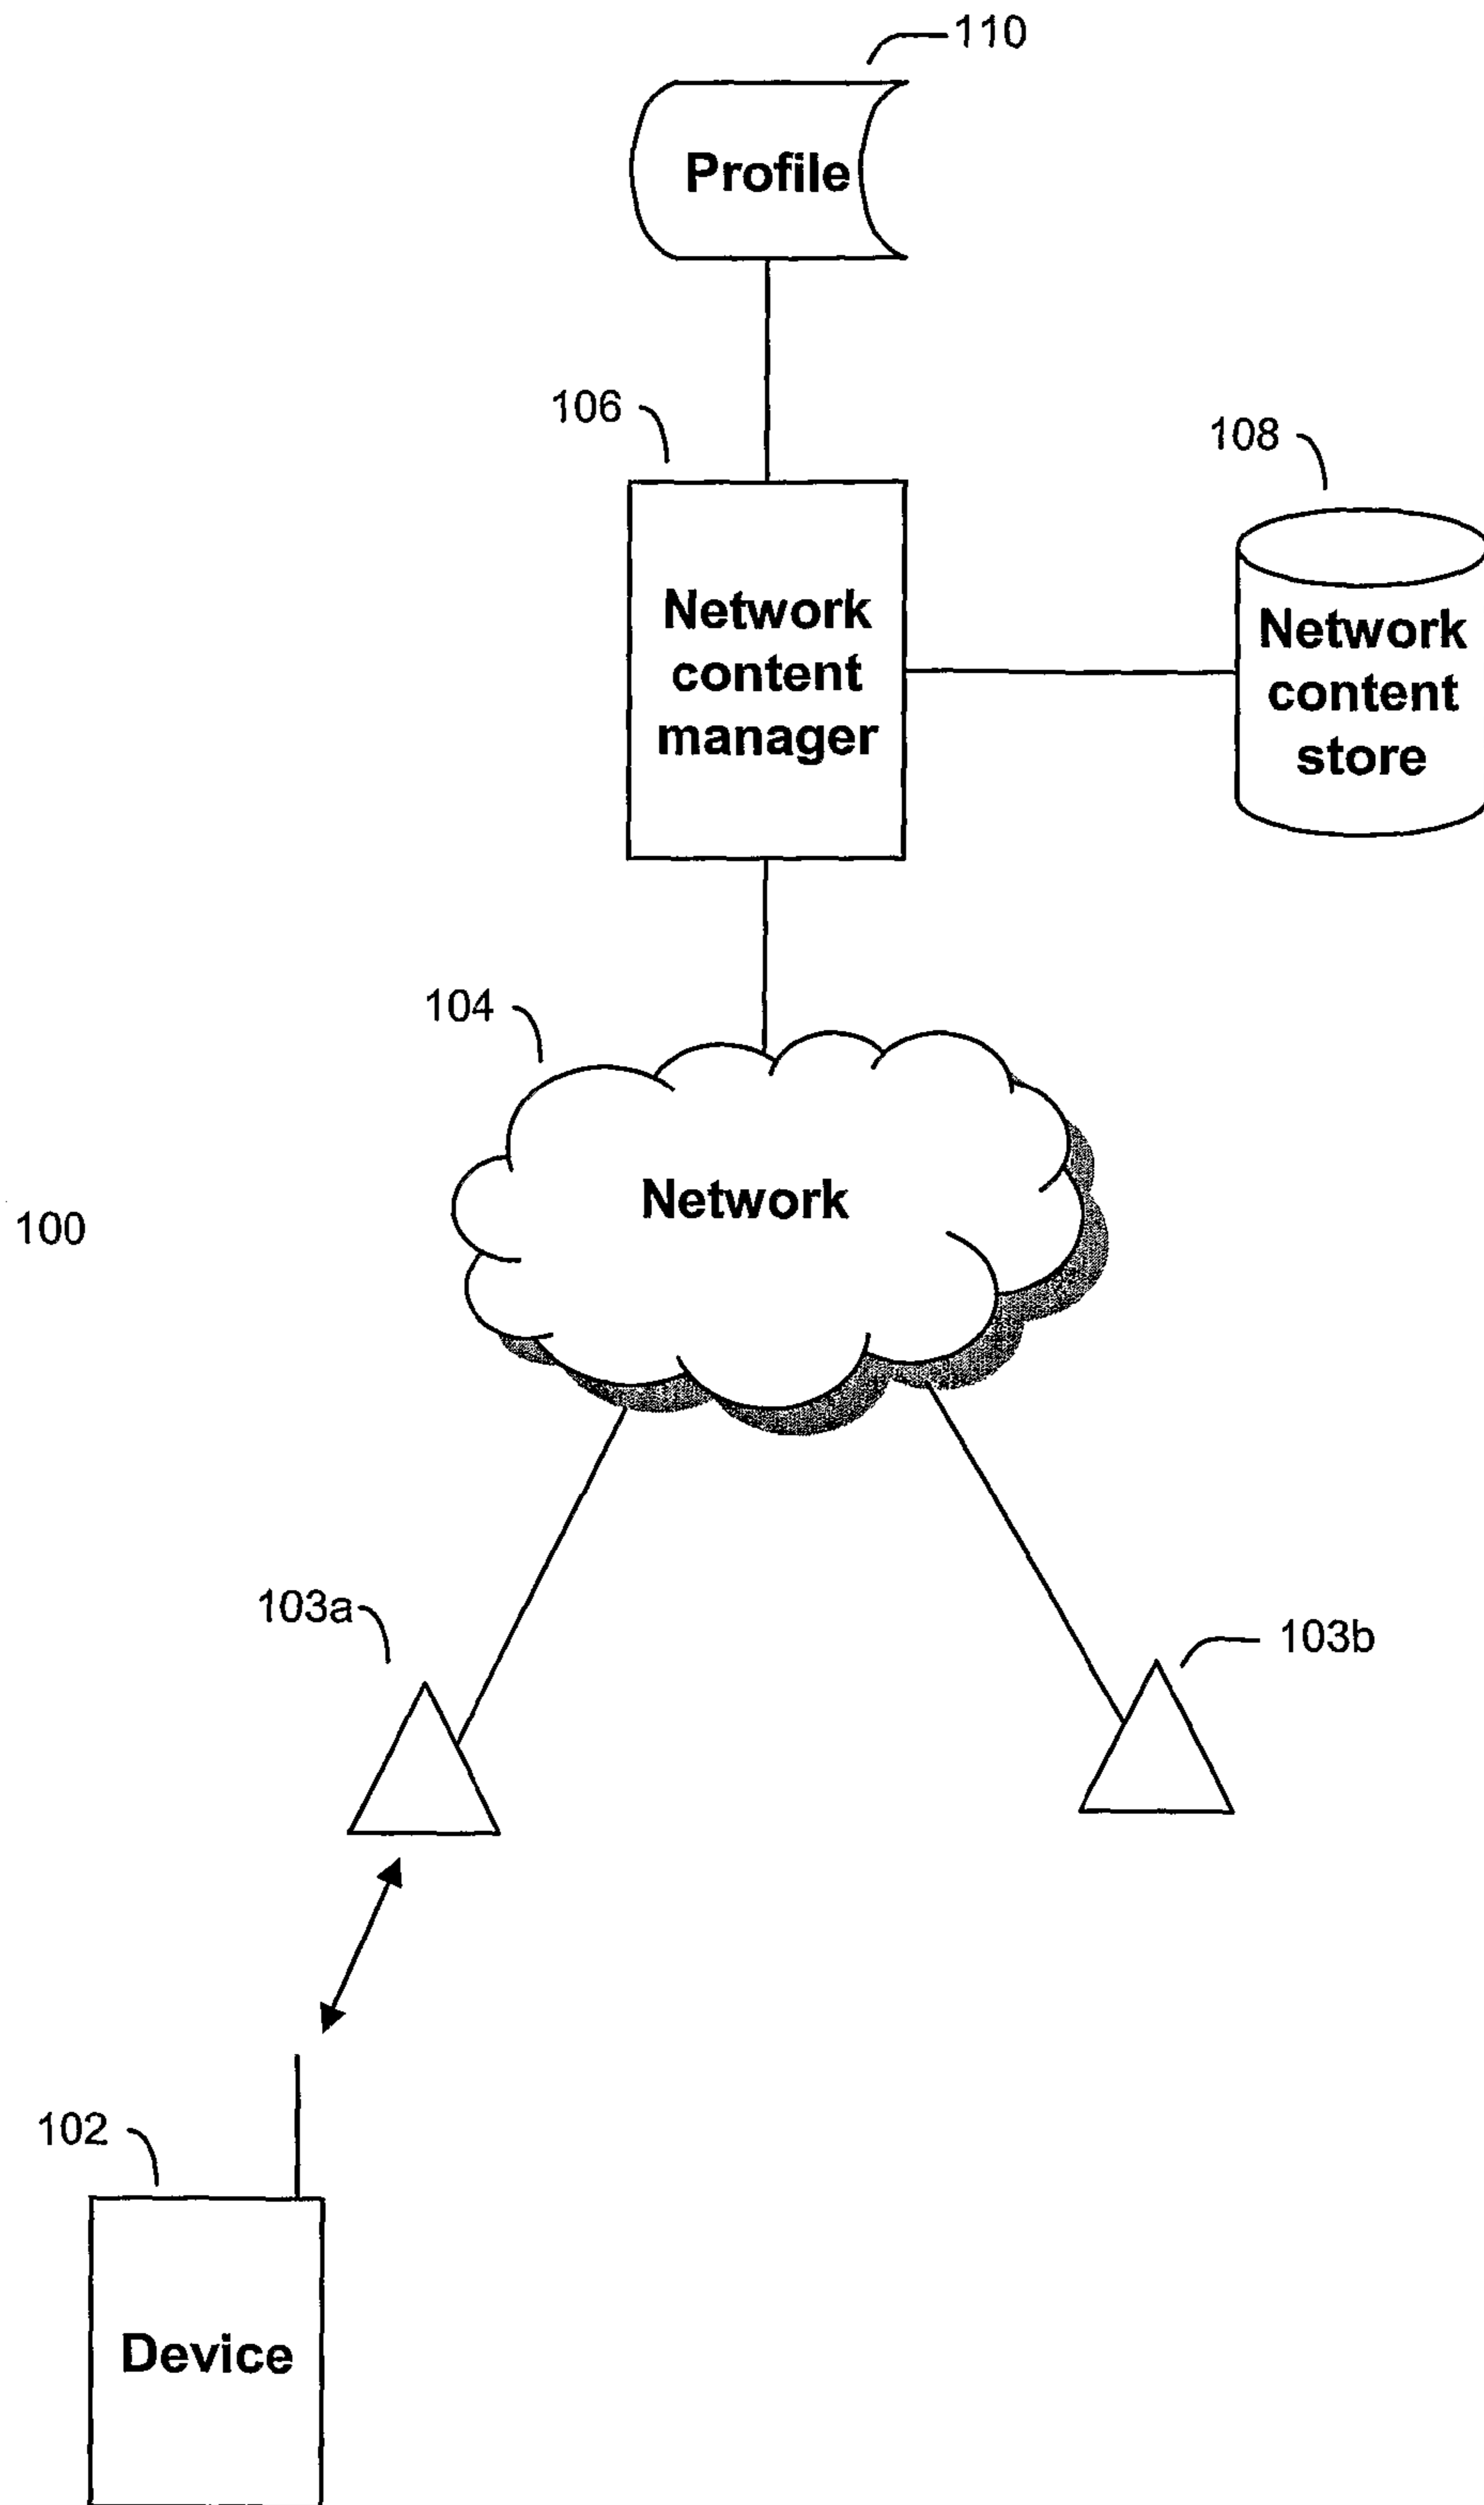 110
Profile
106
108
Network
content
manager
Network
content
store
104
Network
100
103a
103b
102
Device